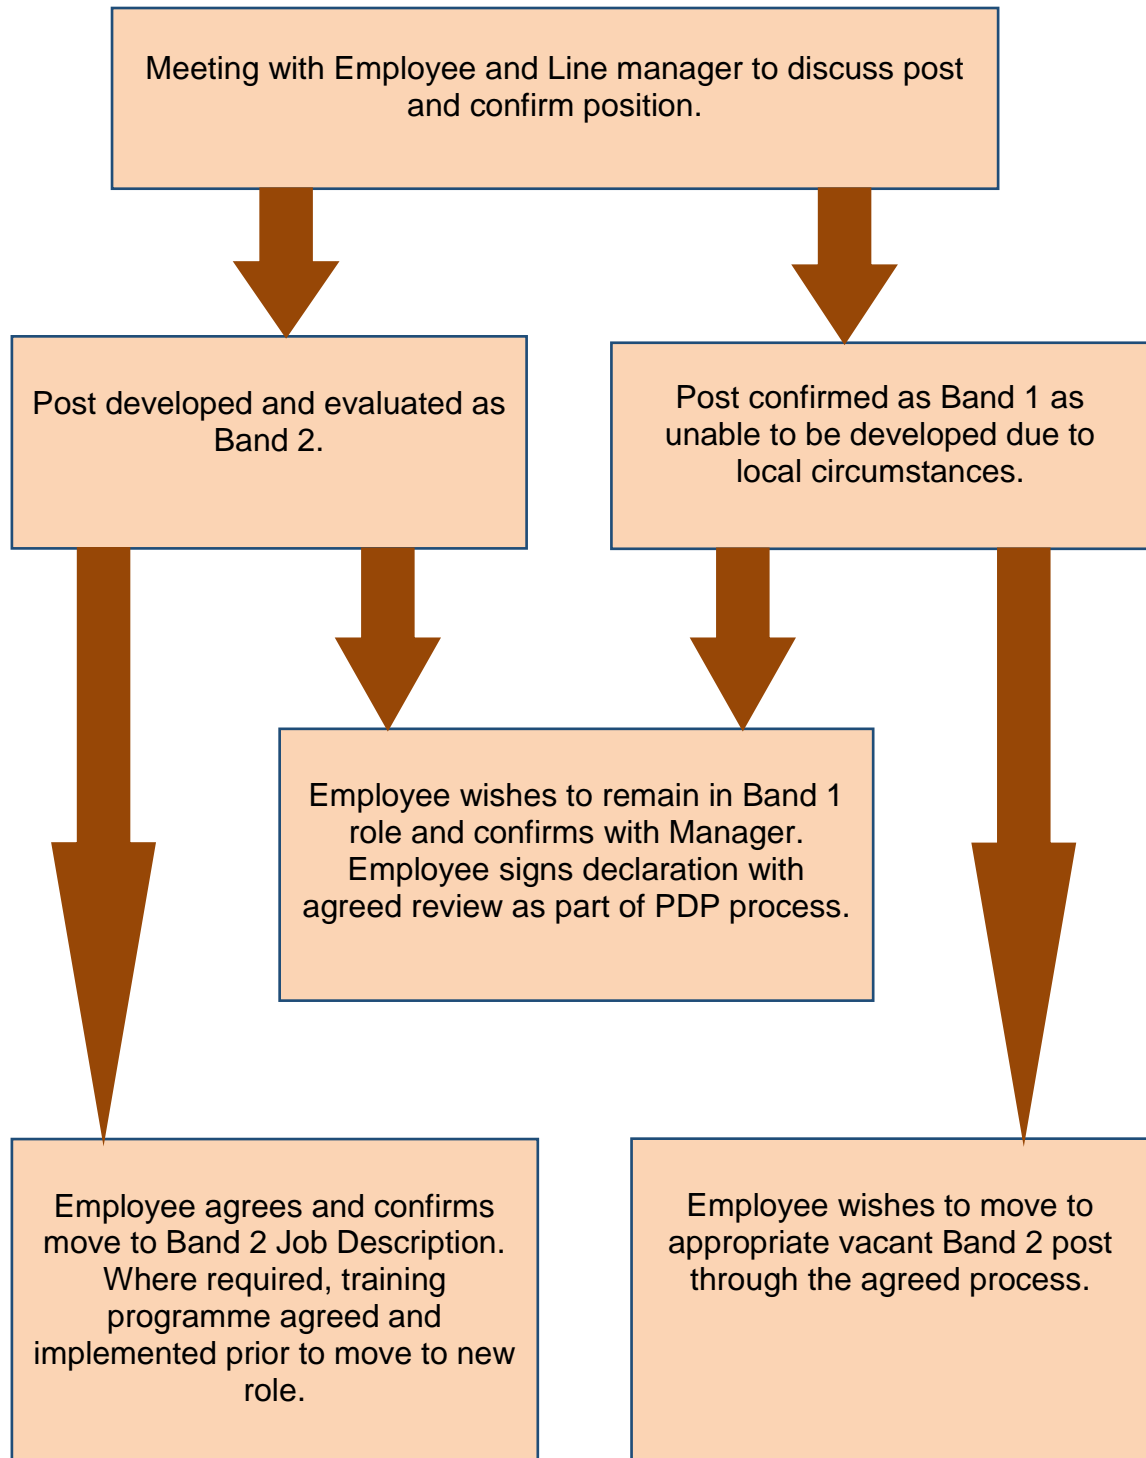 Meeting with Employee and Line manager to discuss post
and confirm position.
Post developed and evaluated as
Band 2.
Post confirmed as Band 1 as
unable to be developed due to
local circumstances.
Employee wishes to remain in Band 1
role and confirms with Manager.
Employee signs declaration with
agreed review as part of PDP process.
Employee agrees and confirms
move to Band 2 Job Description.
Where required, training
programme agreed and
implemented prior to move to new
role.
Employee wishes to move to
appropriate vacant Band 2 post
through the agreed process.